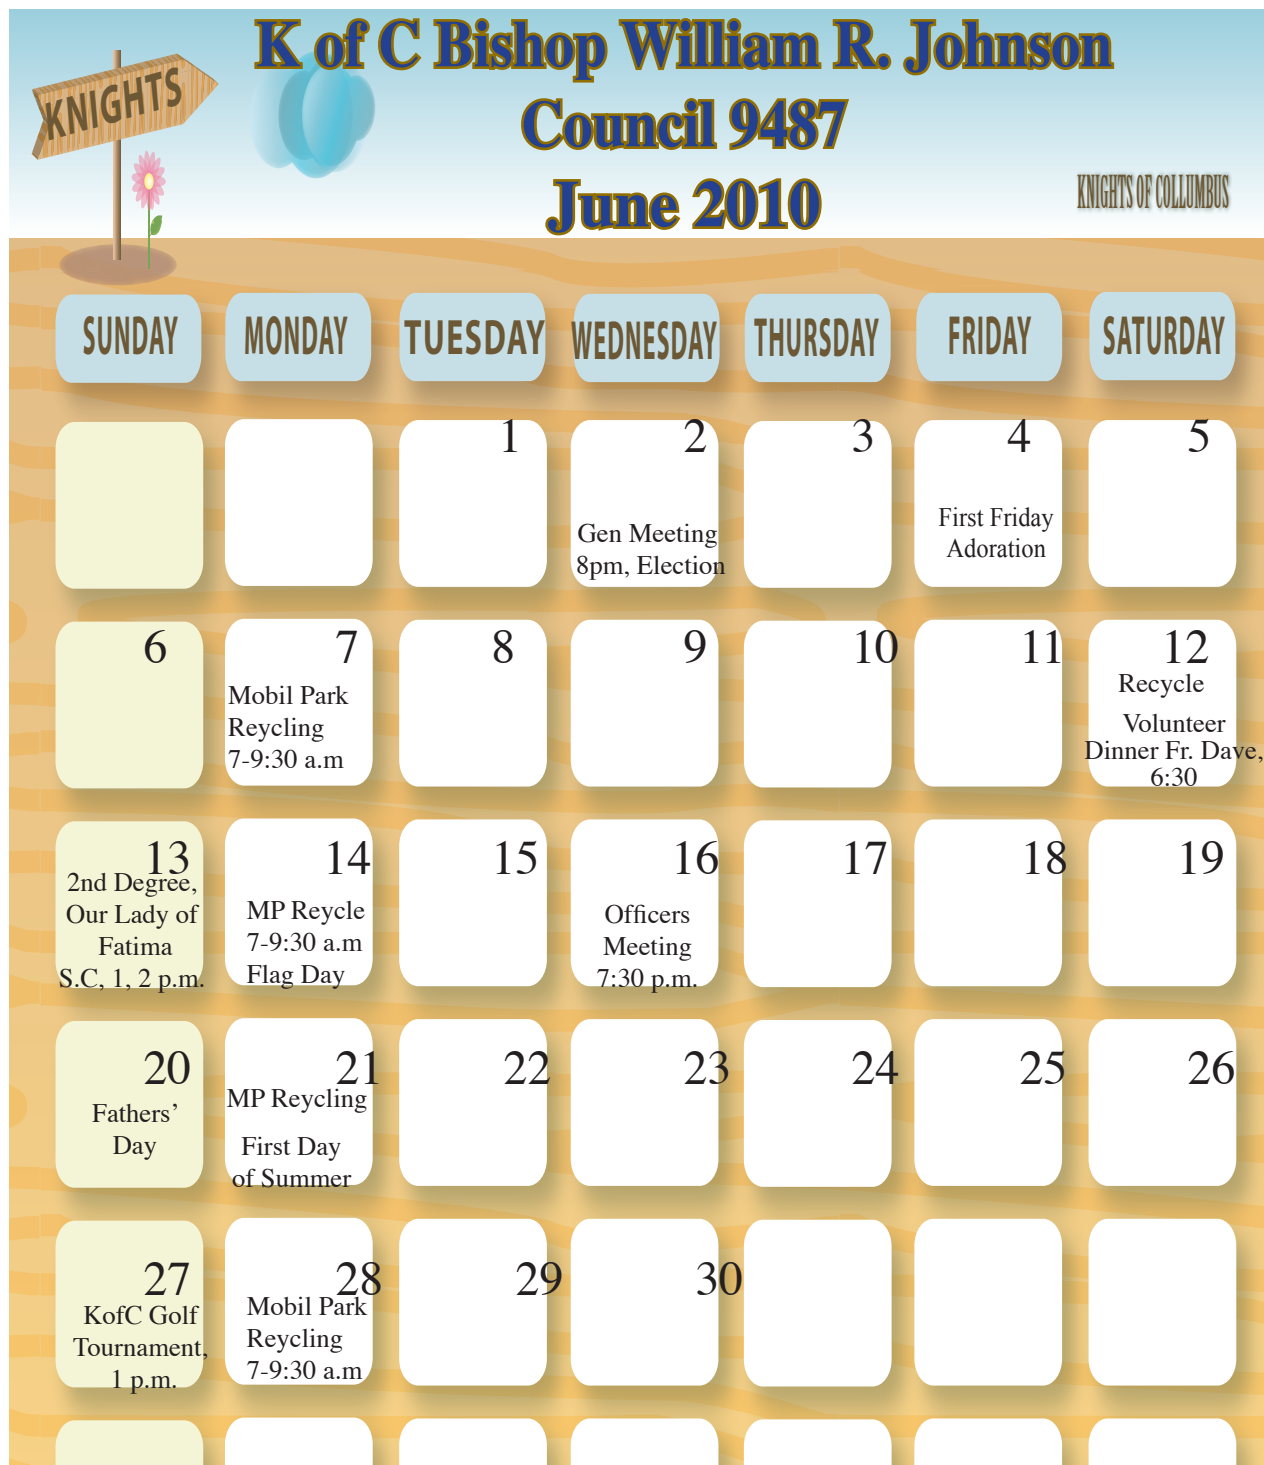 K of C Bishop William R. Johnson
Council 9487
June 2010
KNIGHTS
KNIGHTS OF COLLUMBUS
SUNDAY
MONDAY
TUESDAY
WEDNESDAY
THURSDAY
FRIDAY
SATURDAY
1
2
Gen Meeting
8pm, Election
3
4
First Friday
Adoration
5
6
7
Mobil Park
Reycling
7-9:30 a.m
8
9
10
11
12
Recycle
Volunteer
Dinner Fr. Dave,
6:30
13
2nd Degree,
Our Lady of
Fatima
S.C, 1, 2 p.m.
14
MP Reycle
7-9:30 a.m
Flag Day
15
16
Officers
Meeting
7:30 p.m.
17
18
19
20
Fathers’
Day
21
MP Reycling
First Day
of Summer
22
23
24
25
26
27
KofC Golf
Tournament,
1 p.m.
28
Mobil Park
Reycling
7-9:30 a.m
29
30